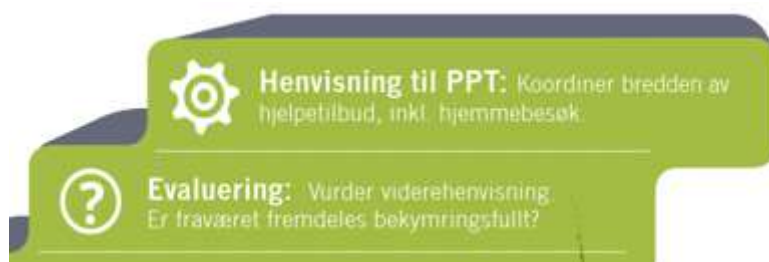 Henvisning til PPT: Koordiner bredden av
hjelpetilbud, inkl. hjemmebesøk.
Evaluering: Vurder viderehenvisning.
Er fraværet fremdeles bekymringsfullt?